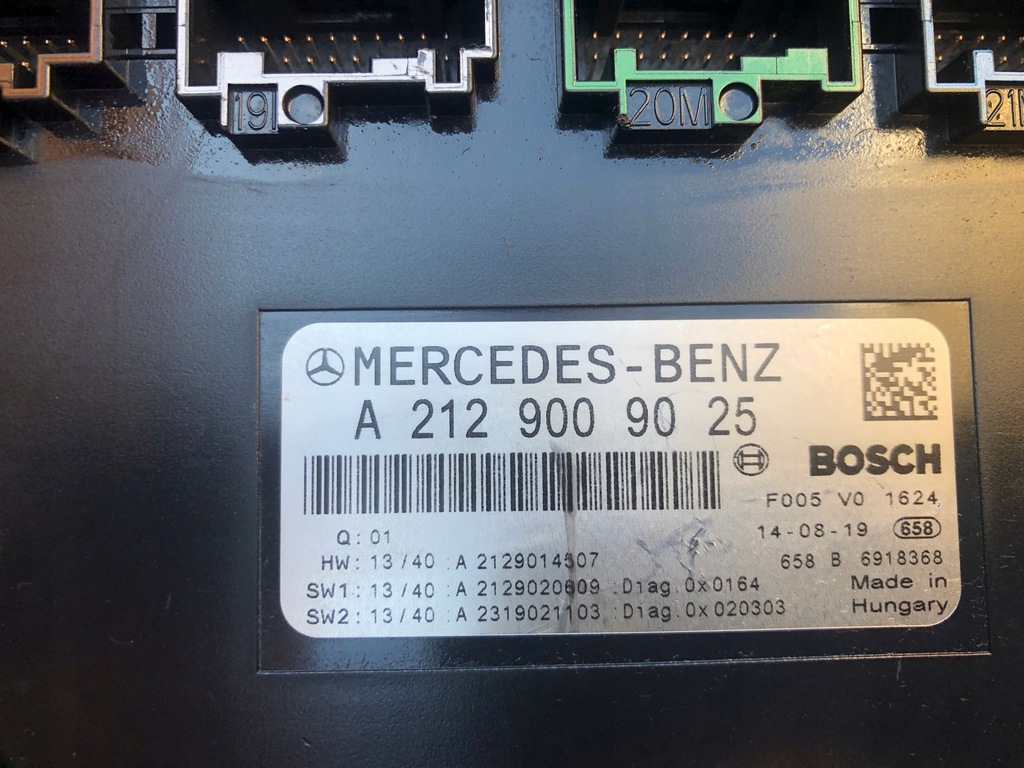 19
20M
MERCEDES-BENZ
A 212 900 90 25
BOSCH
F005 V0 1624
Q: 01
14-08-19 658
HW: 13/40 :A 2129014507
658 B 6918368
SW1: 13/40 :A 2129020609 :Diag.0x0164
Made in
SW2: 13/40 :A 2319021103 :Diag.0x020303
Hungary